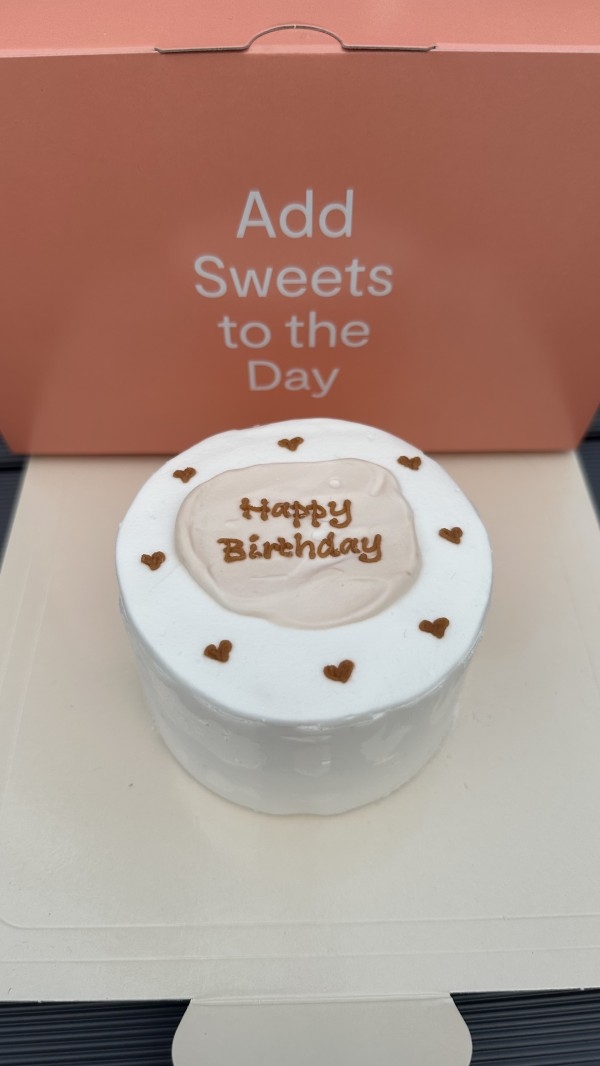 Add
Sweets
to the
Day
Happy
Birthday